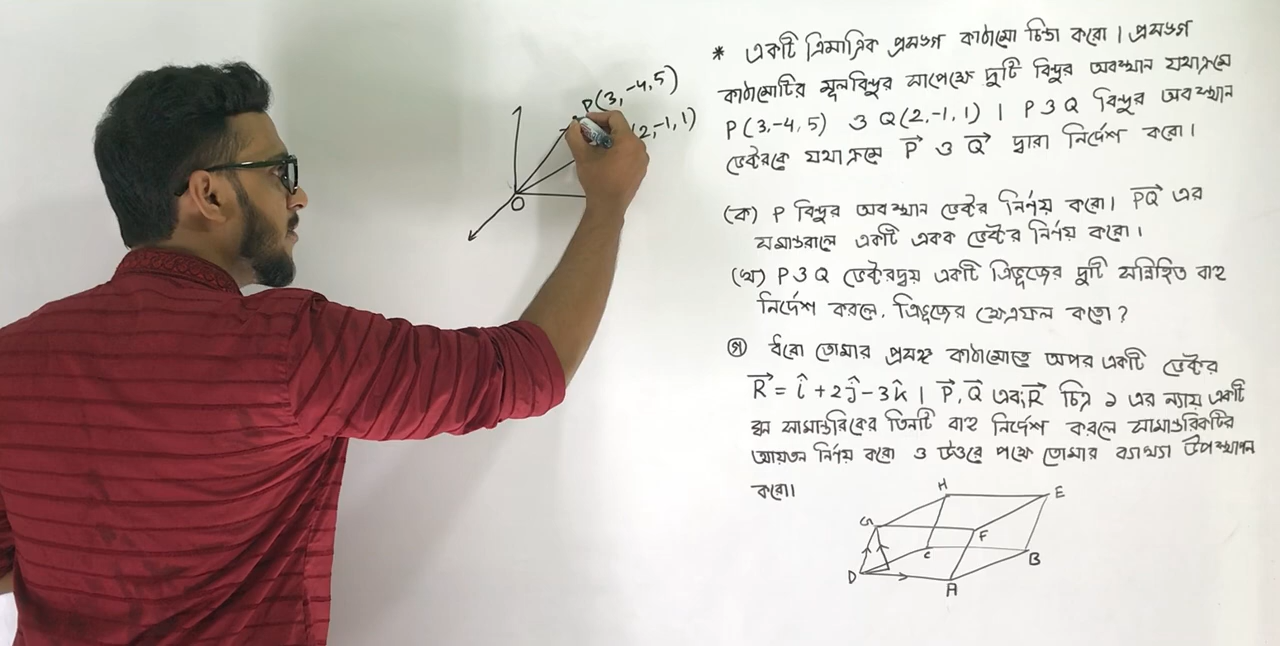 P(3,-4,5)
2,-1,1)
O
* একটি ত্রিমাত্রিক প্রসঙ্গ কাঠামো চিন্তা করো। প্রসঙ্গ
কাঠামোটির মূলবিন্দুর সাপেক্ষে দুটি বিন্দুর অবস্থান যথাক্রমে
P(3,-4,5) ও Q(2,-1,1) । P ও Q বিন্দুর অবস্থান
ভেক্টরকে যথাক্রমে P⃗ ও Q⃗ দ্বারা নির্দেশ করো।
(ক) P বিন্দুর অবস্থান ভেক্টর নির্ণয় করো। PQ⃗ এর
সমান্তরালে একটি একক ভেক্টর নির্ণয় করো।
(খ) P ও Q ভেক্টরদ্বয় একটি ত্রিভুজের দুটি সন্নিহিত বাহু
নির্দেশ করলে, ত্রিভুজের ক্ষেত্রফল কতো?
(গ) ধরো তোমার প্রসঙ্গ কাঠামোতে অপর একটি ভেক্টর
R⃗ = î + 2ĵ - 3k̂ । P⃗, Q⃗ এবং R⃗ চিত্র ১ এর ন্যায় একটি
সামান্তরিকের তিনটি বাহু নির্দেশ করলে সামান্তরিকটির
আয়তন নির্ণয় করো ও উত্তরের পক্ষে তোমার ব্যাখ্যা উপস্থাপন
করো।
H E
G F
C B
D A